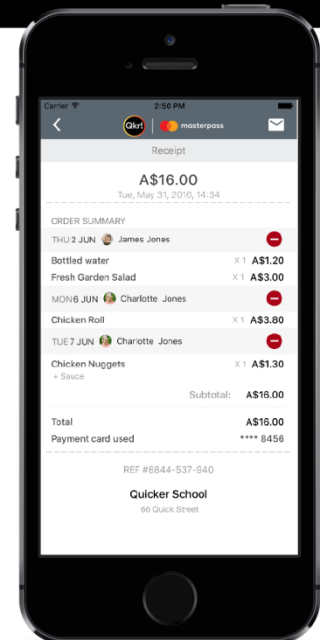 Carrier 2:50 PM
Qkr! masterpass
Receipt
A$16.00
Tue, May 31, 2016, 14:34
ORDER SUMMARY
THU 2 JUN James Jones
Bottled water X 1 A$1.20
Fresh Garden Salad X 1 A$3.00
MON 6 JUN Charlotte Jones
Chicken Roll X 1 A$3.80
TUE 7 JUN Charlotte Jones
Chicken Nuggets X 1 A$1.30
+ Sauce
Subtotal: A$16.00
Total A$16.00
Payment card used **** 8456
REF #8844-537-940
Quicker School
66 Quick Street